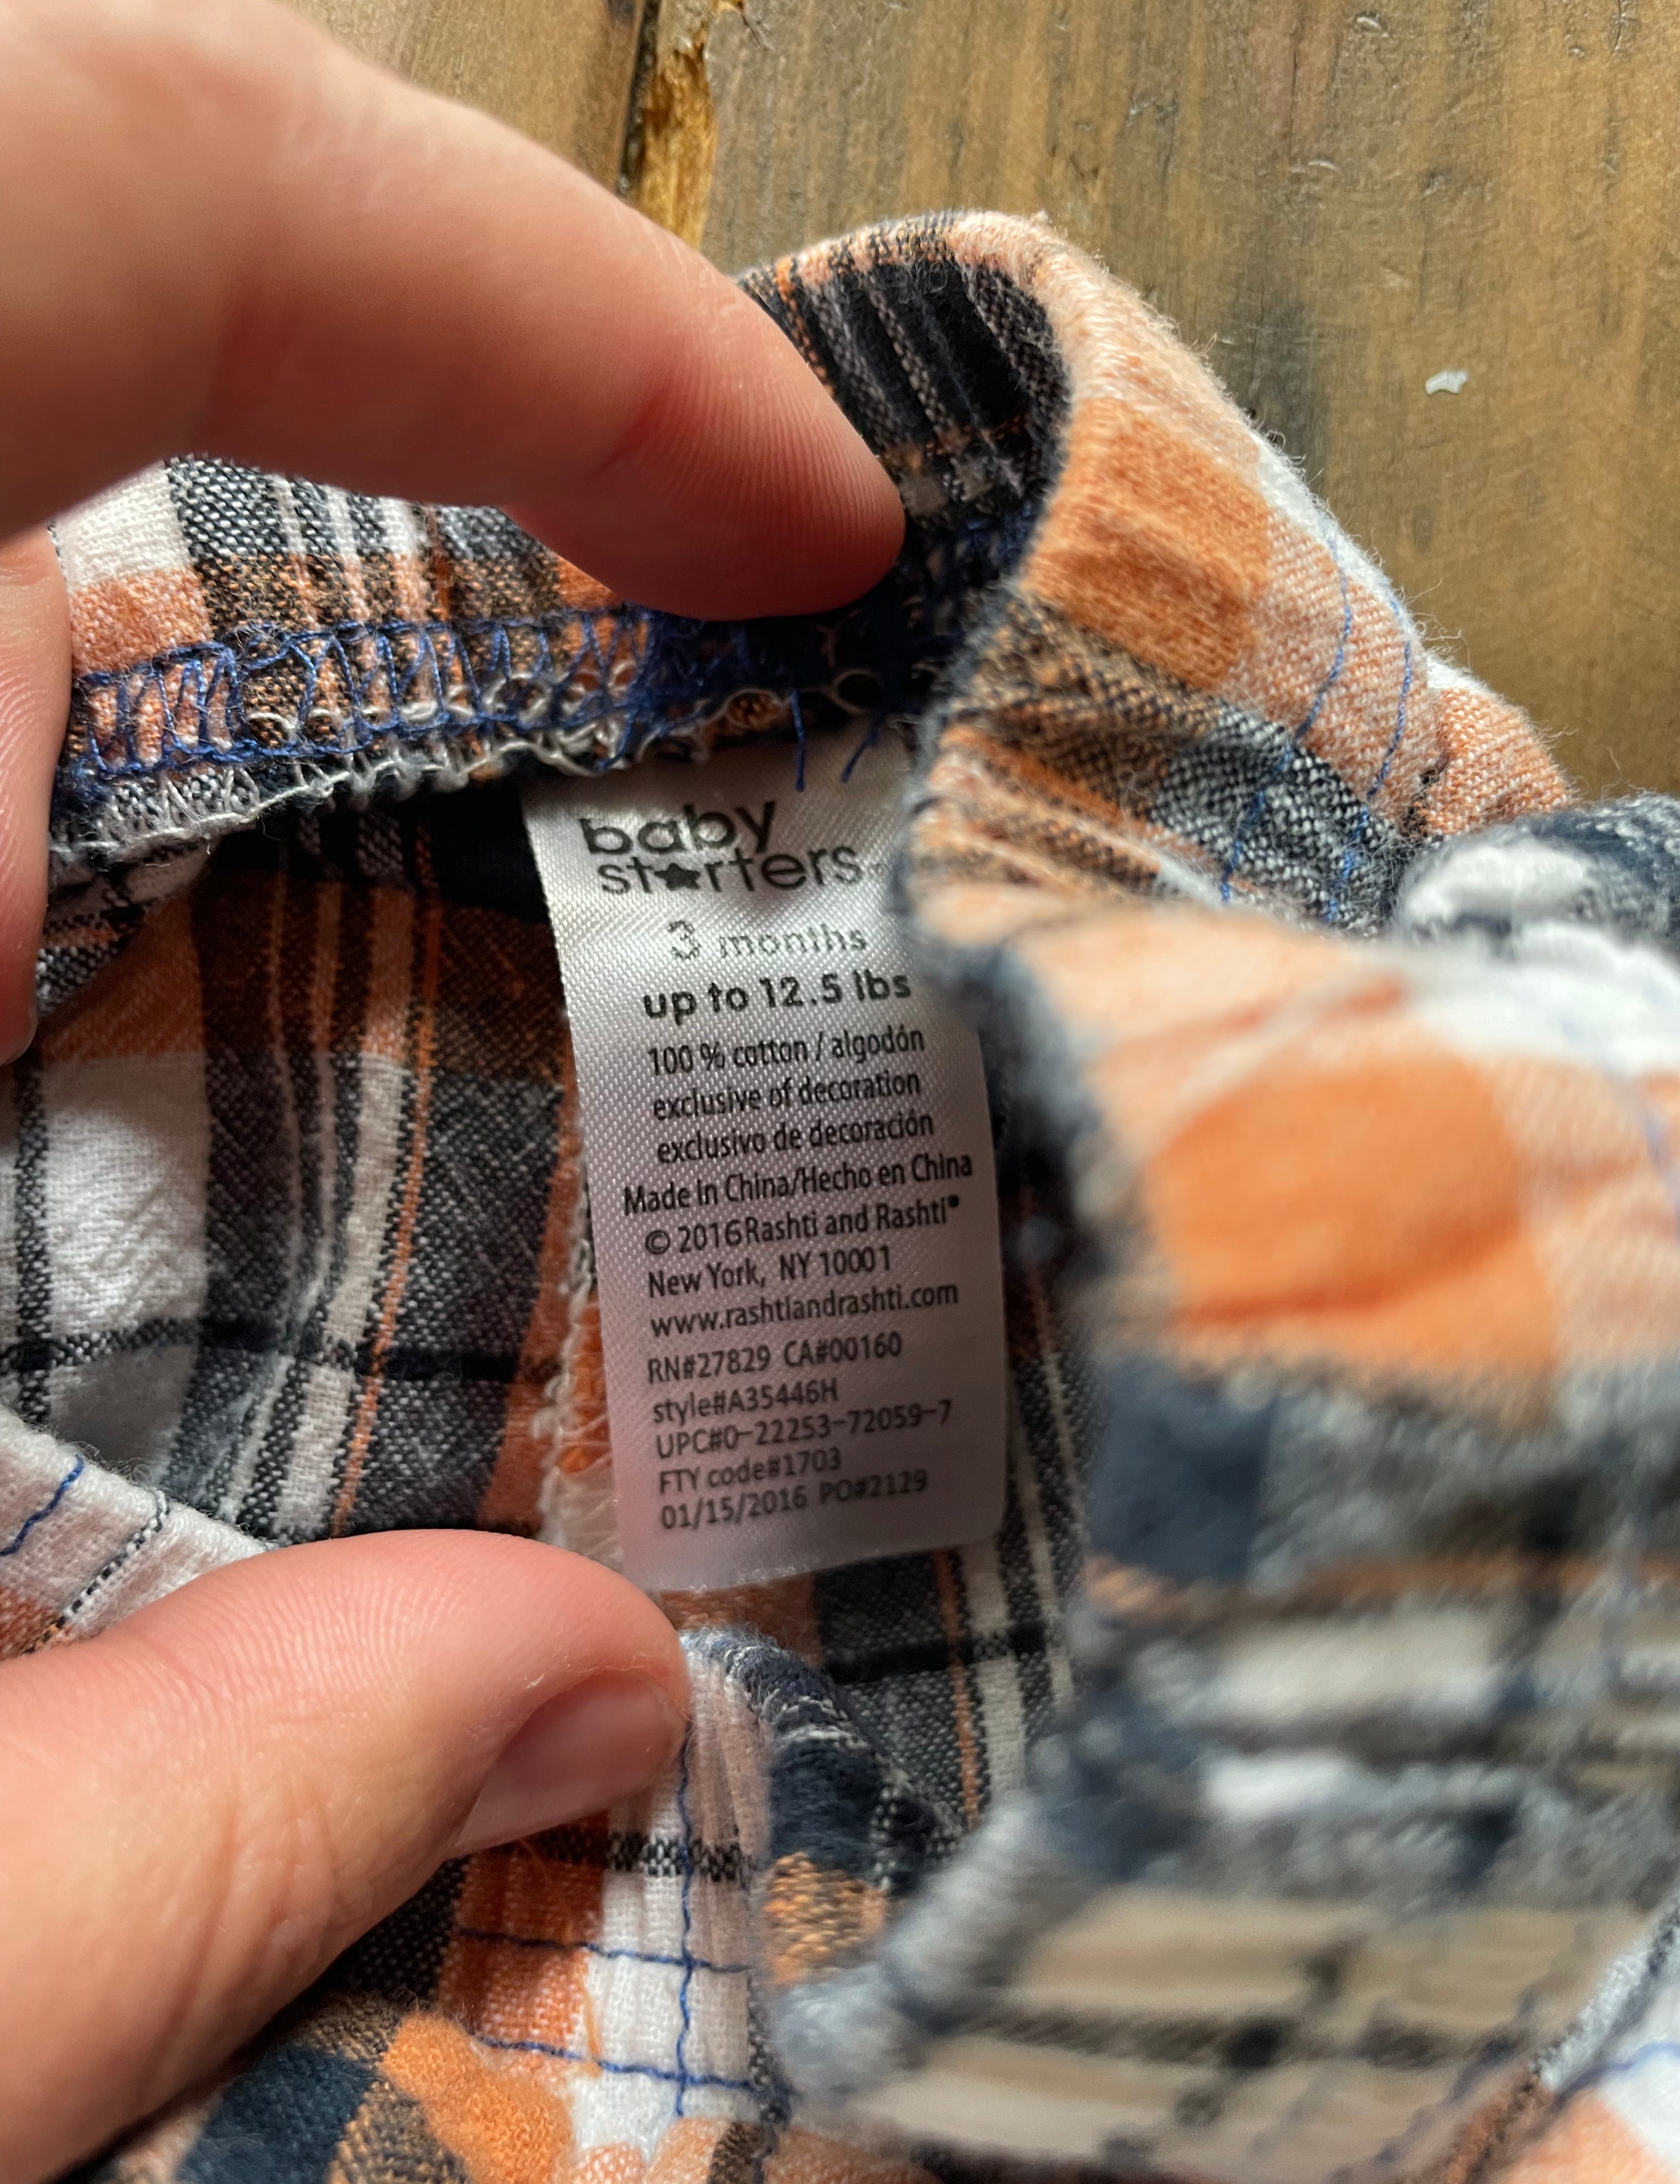 baby
starters
3 months
up to 12.5 lbs
100 % cotton / algodón
exclusive of decoration
exclusivo de decoración
Made In China/Hecho en China
© 2016 Rashti and Rashti®
New York, NY 10001
www.rashtiandrashti.com
RN#27829 CA#00160
style#A35446H
UPC#0-22253-72059-7
FTY code#1703
01/15/2016 PO#2129